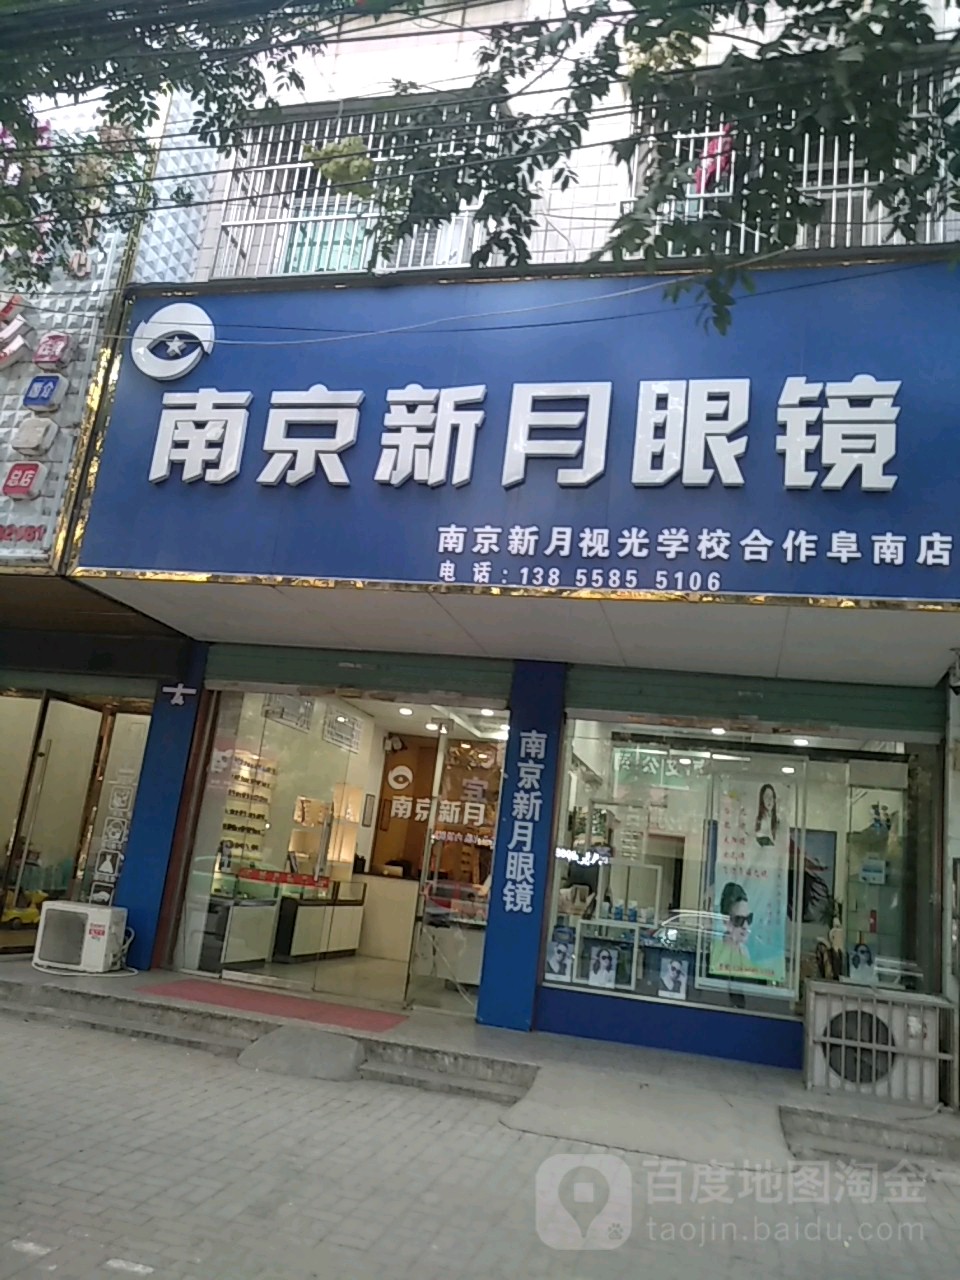 南京新月眼镜
南京新月视光学校合作阜南店
电话:138 5585 5106
总店
南京新月
南京新月眼镜
百度地图淘金
taojin.baidu.com